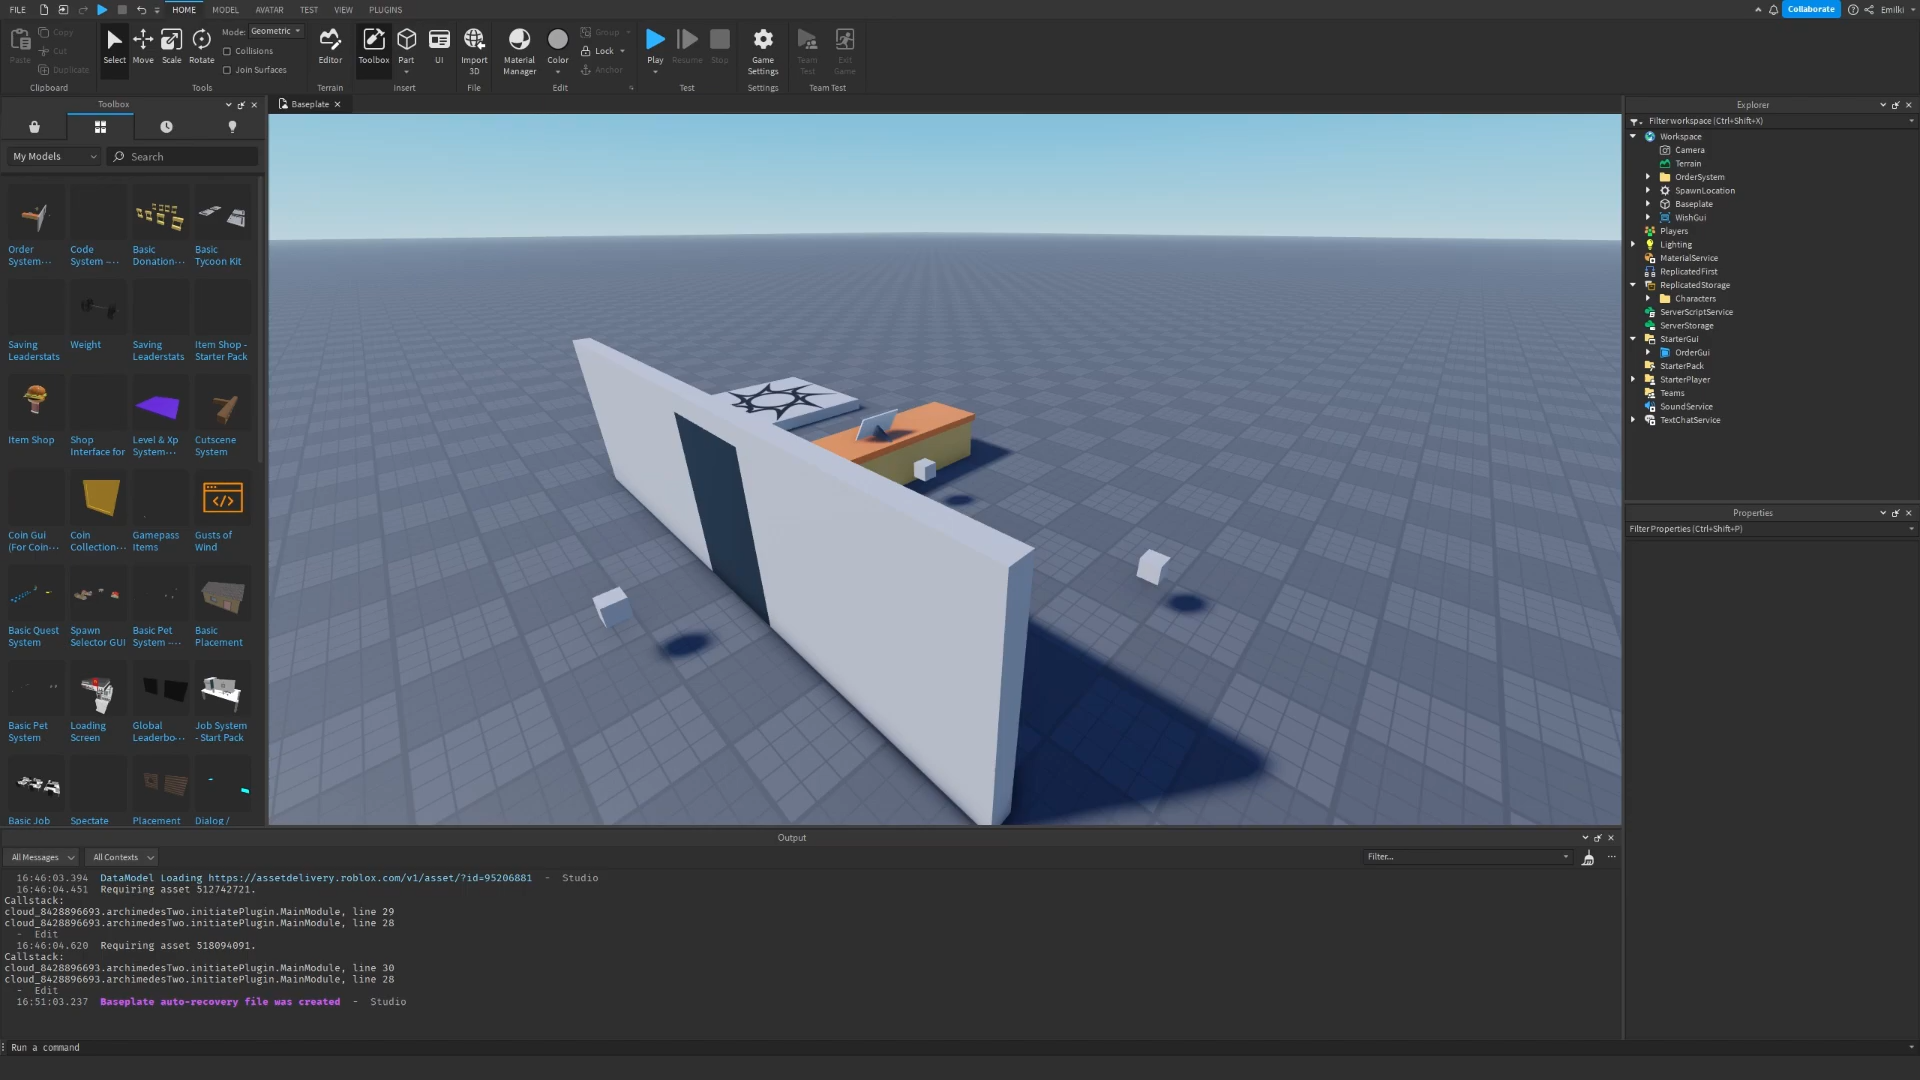 FILE
HOME
MODEL
AVATAR
TEST
VIEW
PLUGINS
Collaborate
Emilki
Paste
Copy
Cut
Duplicate
Clipboard
Select
Move
Scale
Rotate
Mode: Geometric
Collisions
Join Surfaces
Tools
Editor
Terrain
Toolbox
Part
UI
Insert
Import
3D
File
Material
Manager
Color
Group
Lock
Anchor
Edit
Play
Resume
Stop
Test
Game
Settings
Settings
Team
Test
Exit
Game
Team Test
Toolbox
My Models
Search
Order
System···
Code
System -···
Basic
Donation···
Basic
Tycoon Kit
Saving
Leaderstats
Weight
Saving
Leaderstats
Item Shop -
Starter Pack
Item Shop
Shop
Interface for
Level & Xp
System···
Cutscene
System
Coin Gui
(For Coin···
Coin
Collection···
Gamepass
Items
Gusts of
Wind
Basic Quest
System
Spawn
Selector GUI
Basic Pet
System -···
Basic
Placement
Basic Pet
System
Loading
Screen
Global
Leaderbo···
Job System
- Start Pack
Basic Job
Spectate
Placement
Dialog /
Baseplate
Explorer
Filter workspace (Ctrl+Shift+X)
Workspace
Camera
Terrain
OrderSystem
SpawnLocation
Baseplate
WishGui
Players
Lighting
MaterialService
ReplicatedFirst
ReplicatedStorage
Characters
ServerScriptService
ServerStorage
StarterGui
OrderGui
StarterPack
StarterPlayer
Teams
SoundService
TextChatService
Properties
Filter Properties (Ctrl+Shift+P)
Output
All Messages
All Contexts
Filter...
16:46:03.394 DataModel Loading https://assetdelivery.roblox.com/v1/asset/?id=95206881 - Studio
16:46:04.451 Requiring asset 512742721.
Callstack:
cloud_8428896693.archimedesTwo.initiatePlugin.MainModule, line 29
cloud_8428896693.archimedesTwo.initiatePlugin.MainModule, line 28
- Edit
16:46:04.620 Requiring asset 518094091.
Callstack:
cloud_8428896693.archimedesTwo.initiatePlugin.MainModule, line 30
cloud_8428896693.archimedesTwo.initiatePlugin.MainModule, line 28
- Edit
16:51:03.237 Baseplate auto-recovery file was created - Studio
Run a command